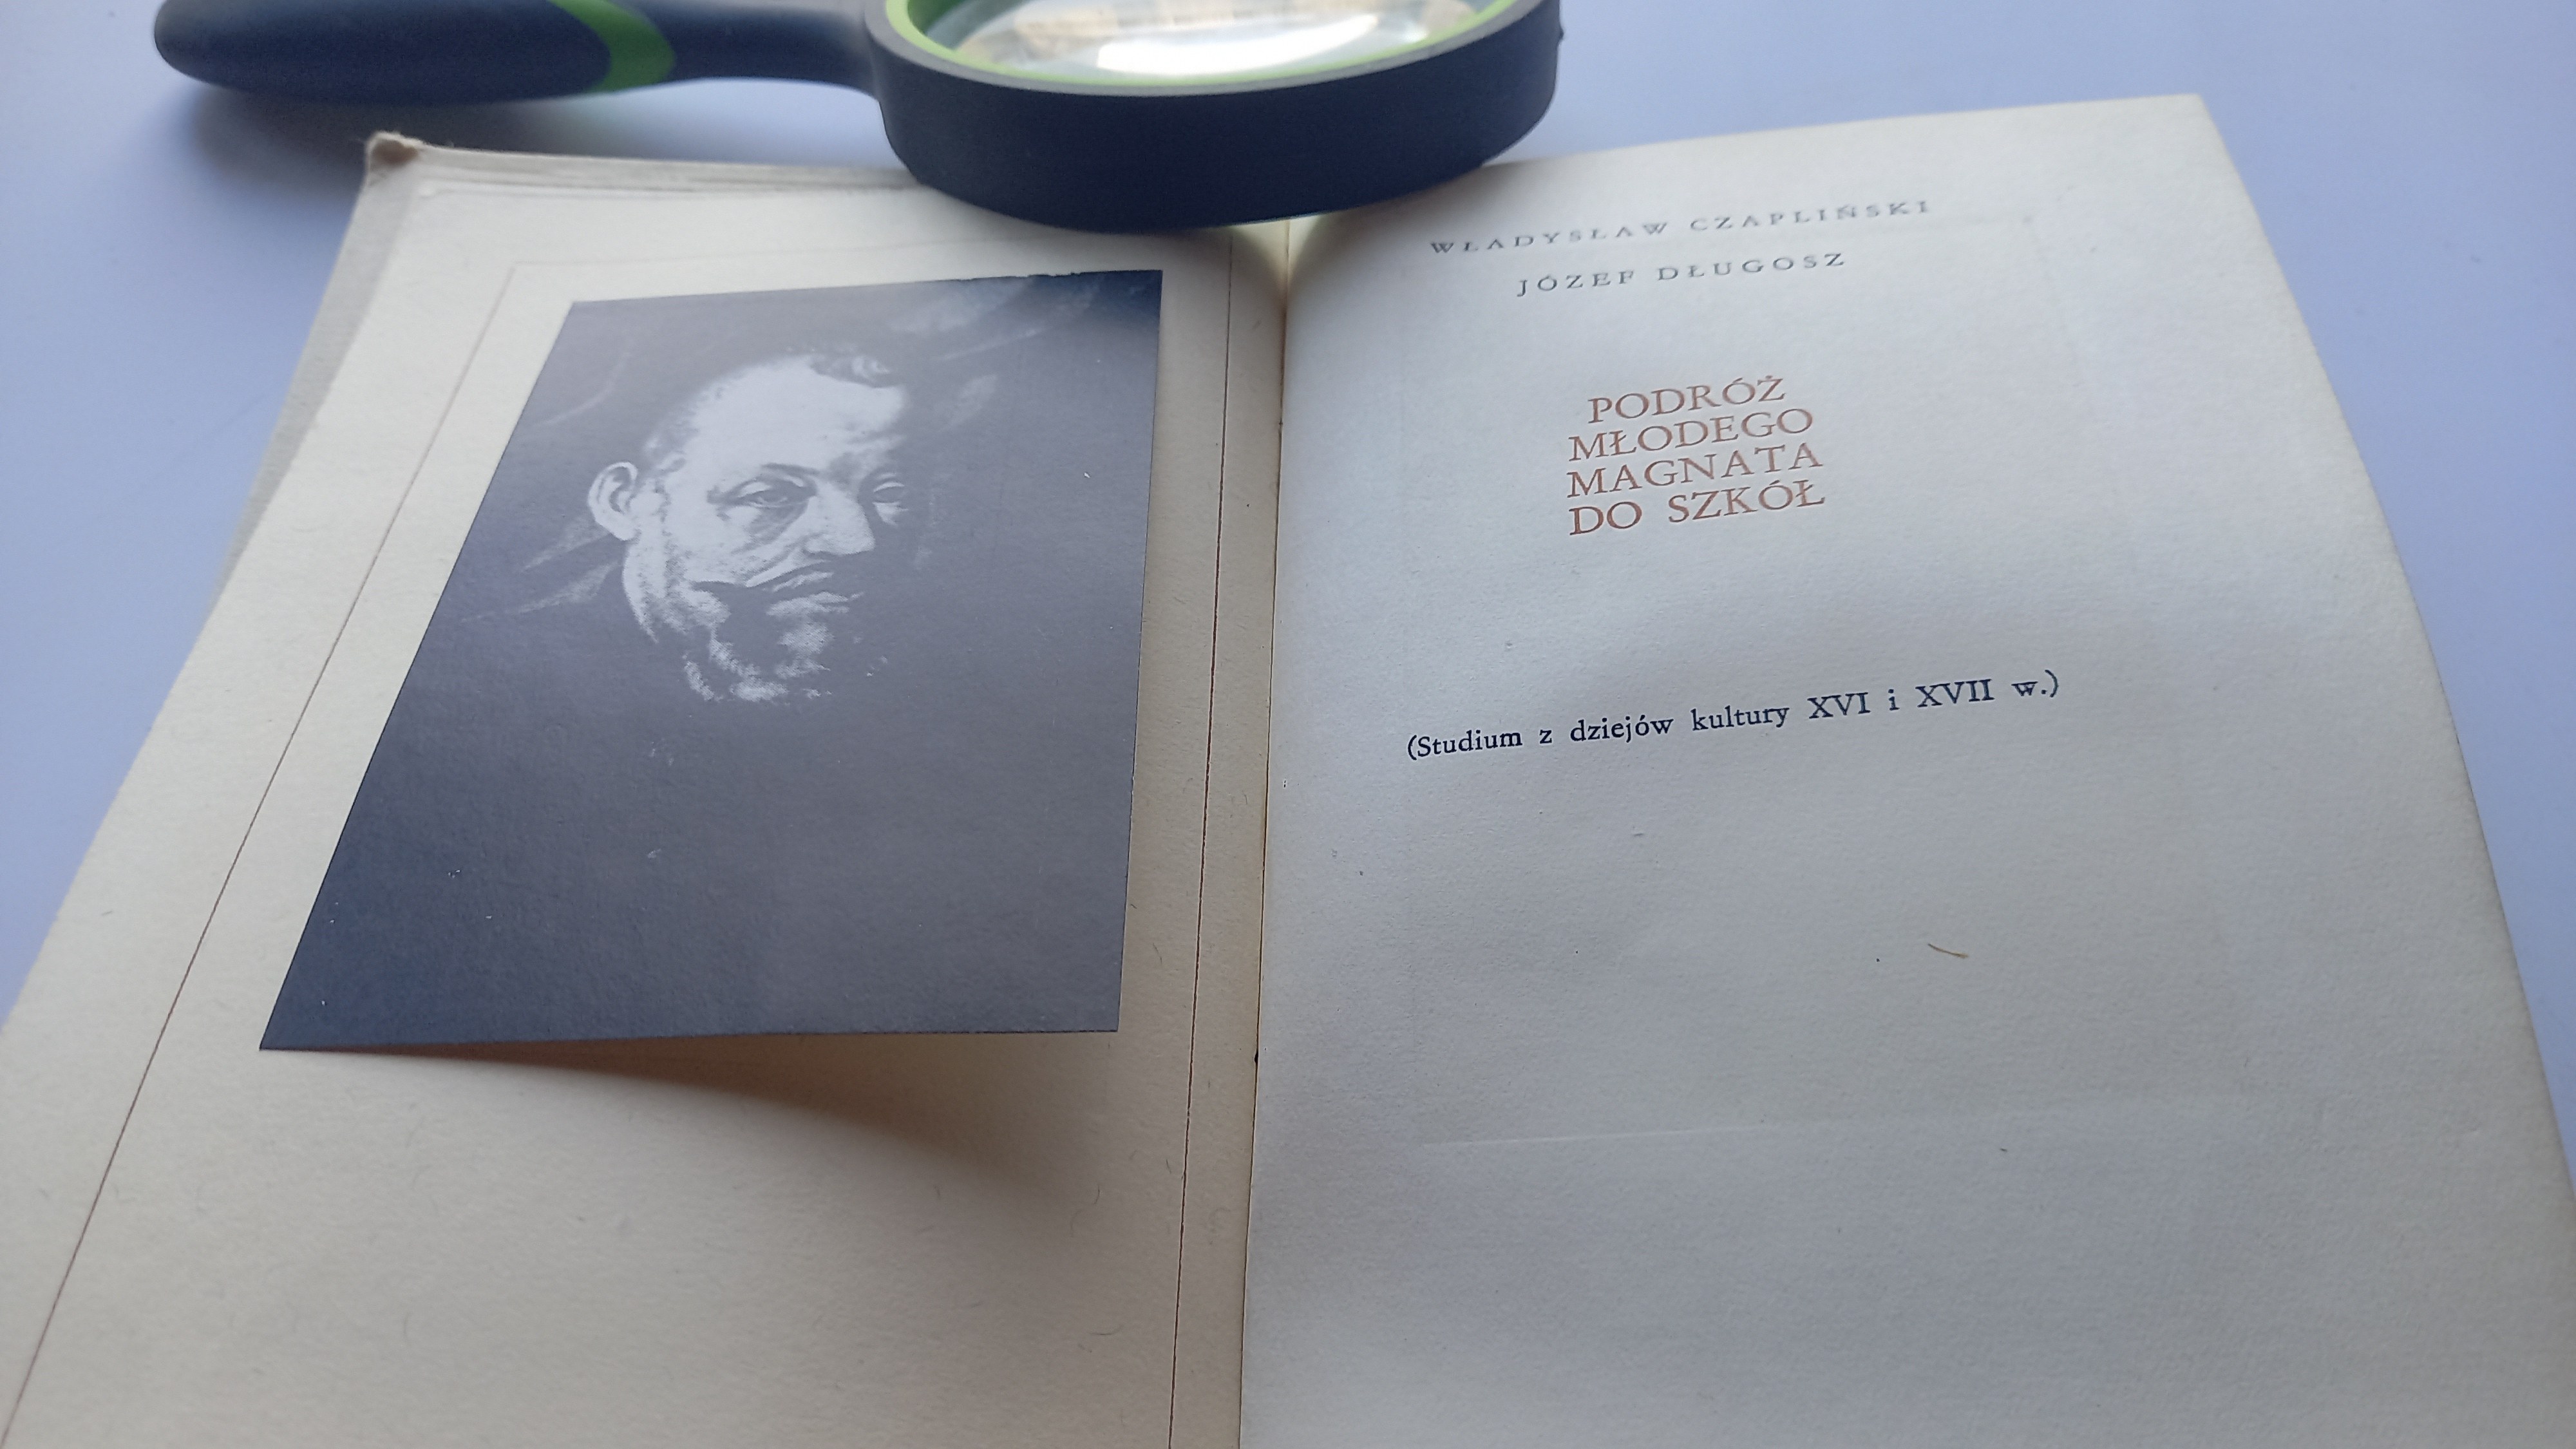 WŁADYSŁAW CZAPLIŃSKI
JÓZEF DŁUGOSZ
PODRÓŻ
MŁODEGO
MAGNATA
DO SZKÓŁ
(Studium z dziejów kultury XVI i XVII w.)